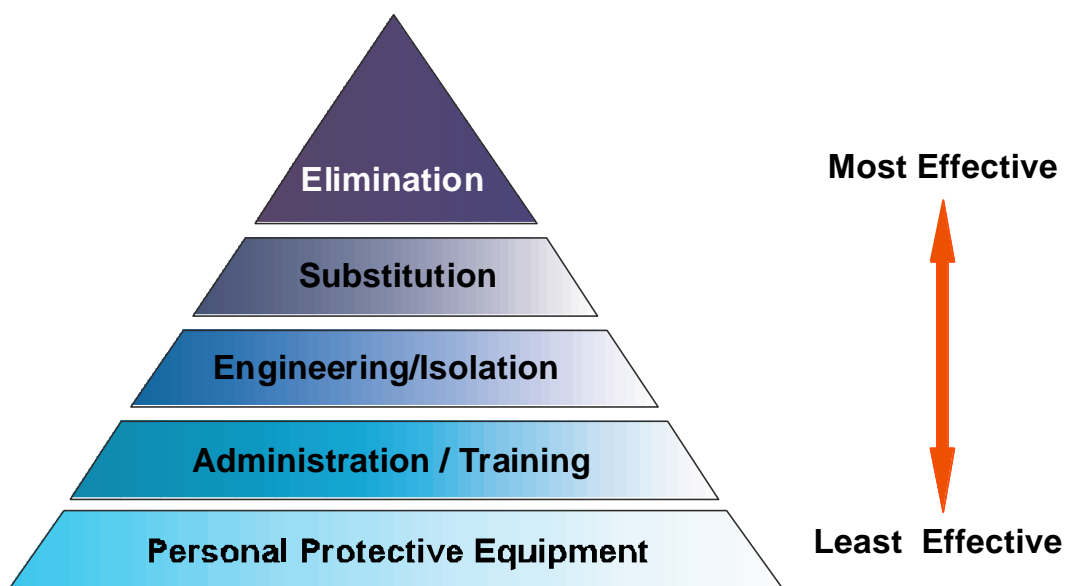 Elimination
Most Effective
Substitution
Engineering/Isolation
Administration / Training
Personal Protective Equipment
Least Effective